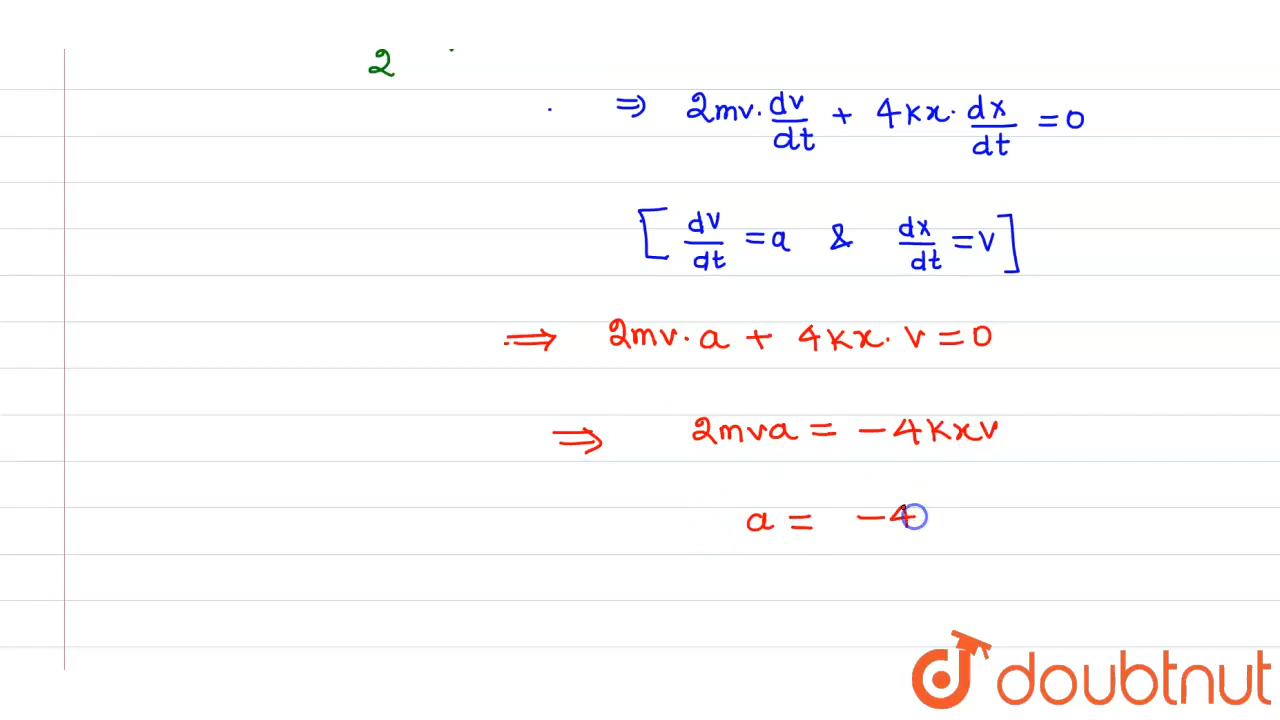 2
⇒ 2mv. dv/dt + 4kx. dx/dt = 0
[ dv/dt = a & dx/dt = v ]
⇒ 2mv. a + 4kx. v = 0
⇒ 2mva = -4kxv
a = -4
doubtnut